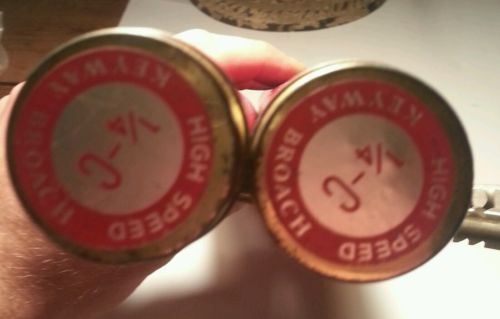 HIGH SPEED
KEYWAY BROACH
1/4-C
HIGH SPEED
KEYWAY BROACH
1/4-C